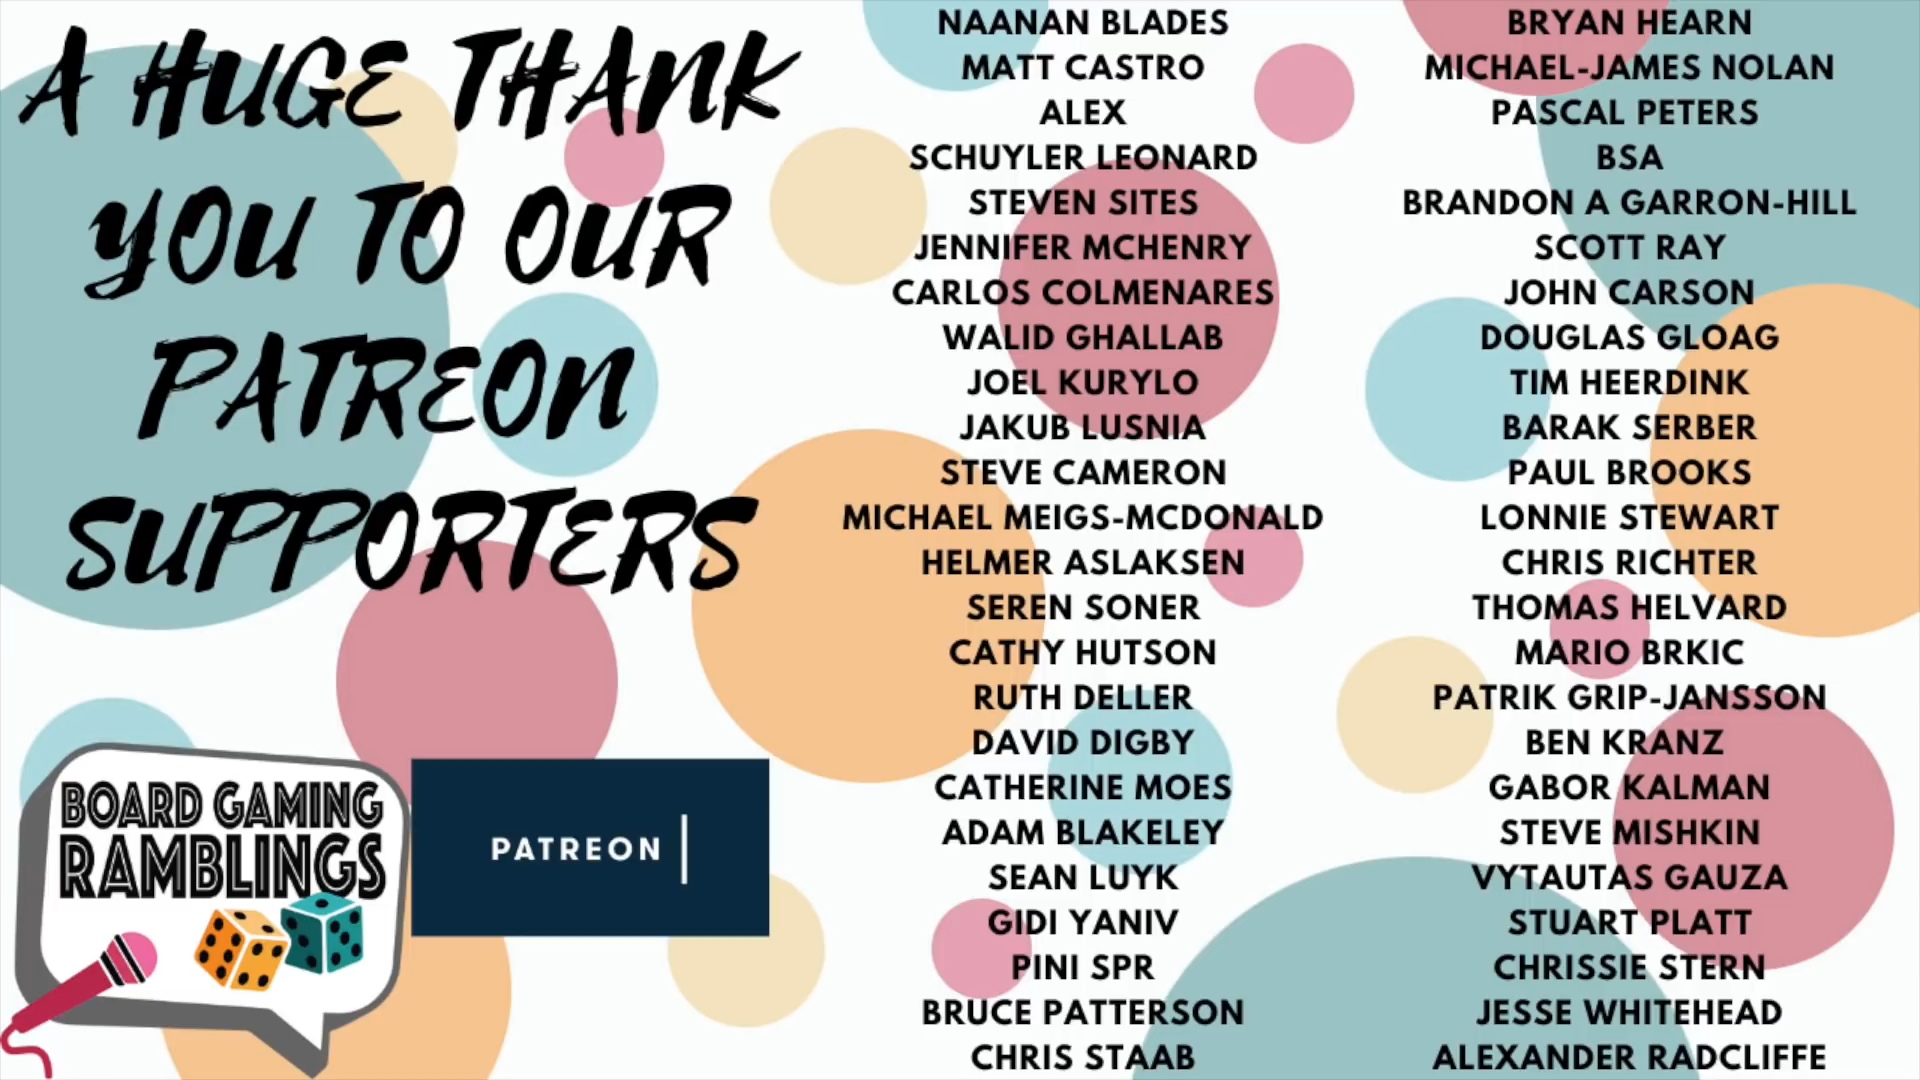 A HUGE THANK
YOU TO OUR
PATREON
SUPPORTERS
BOARD GAMING
RAMBLINGS
PATREON
NAANAN BLADES
MATT CASTRO
ALEX
SCHUYLER LEONARD
STEVEN SITES
JENNIFER MCHENRY
CARLOS COLMENARES
WALID GHALLAB
JOEL KURYLO
JAKUB LUSNIA
STEVE CAMERON
MICHAEL MEIGS-MCDONALD
HELMER ASLAKSEN
SEREN SONER
CATHY HUTSON
RUTH DELLER
DAVID DIGBY
CATHERINE MOES
ADAM BLAKELEY
SEAN LUYK
GIDI YANIV
PINI SPR
BRUCE PATTERSON
CHRIS STAAB
BRYAN HEARN
MICHAEL-JAMES NOLAN
PASCAL PETERS
BSA
BRANDON A GARRON-HILL
SCOTT RAY
JOHN CARSON
DOUGLAS GLOAG
TIM HEERDINK
BARAK SERBER
PAUL BROOKS
LONNIE STEWART
CHRIS RICHTER
THOMAS HELVARD
MARIO BRKIC
PATRIK GRIP-JANSSON
BEN KRANZ
GABOR KALMAN
STEVE MISHKIN
VYTAUTAS GAUZA
STUART PLATT
CHRISSIE STERN
JESSE WHITEHEAD
ALEXANDER RADCLIFFE